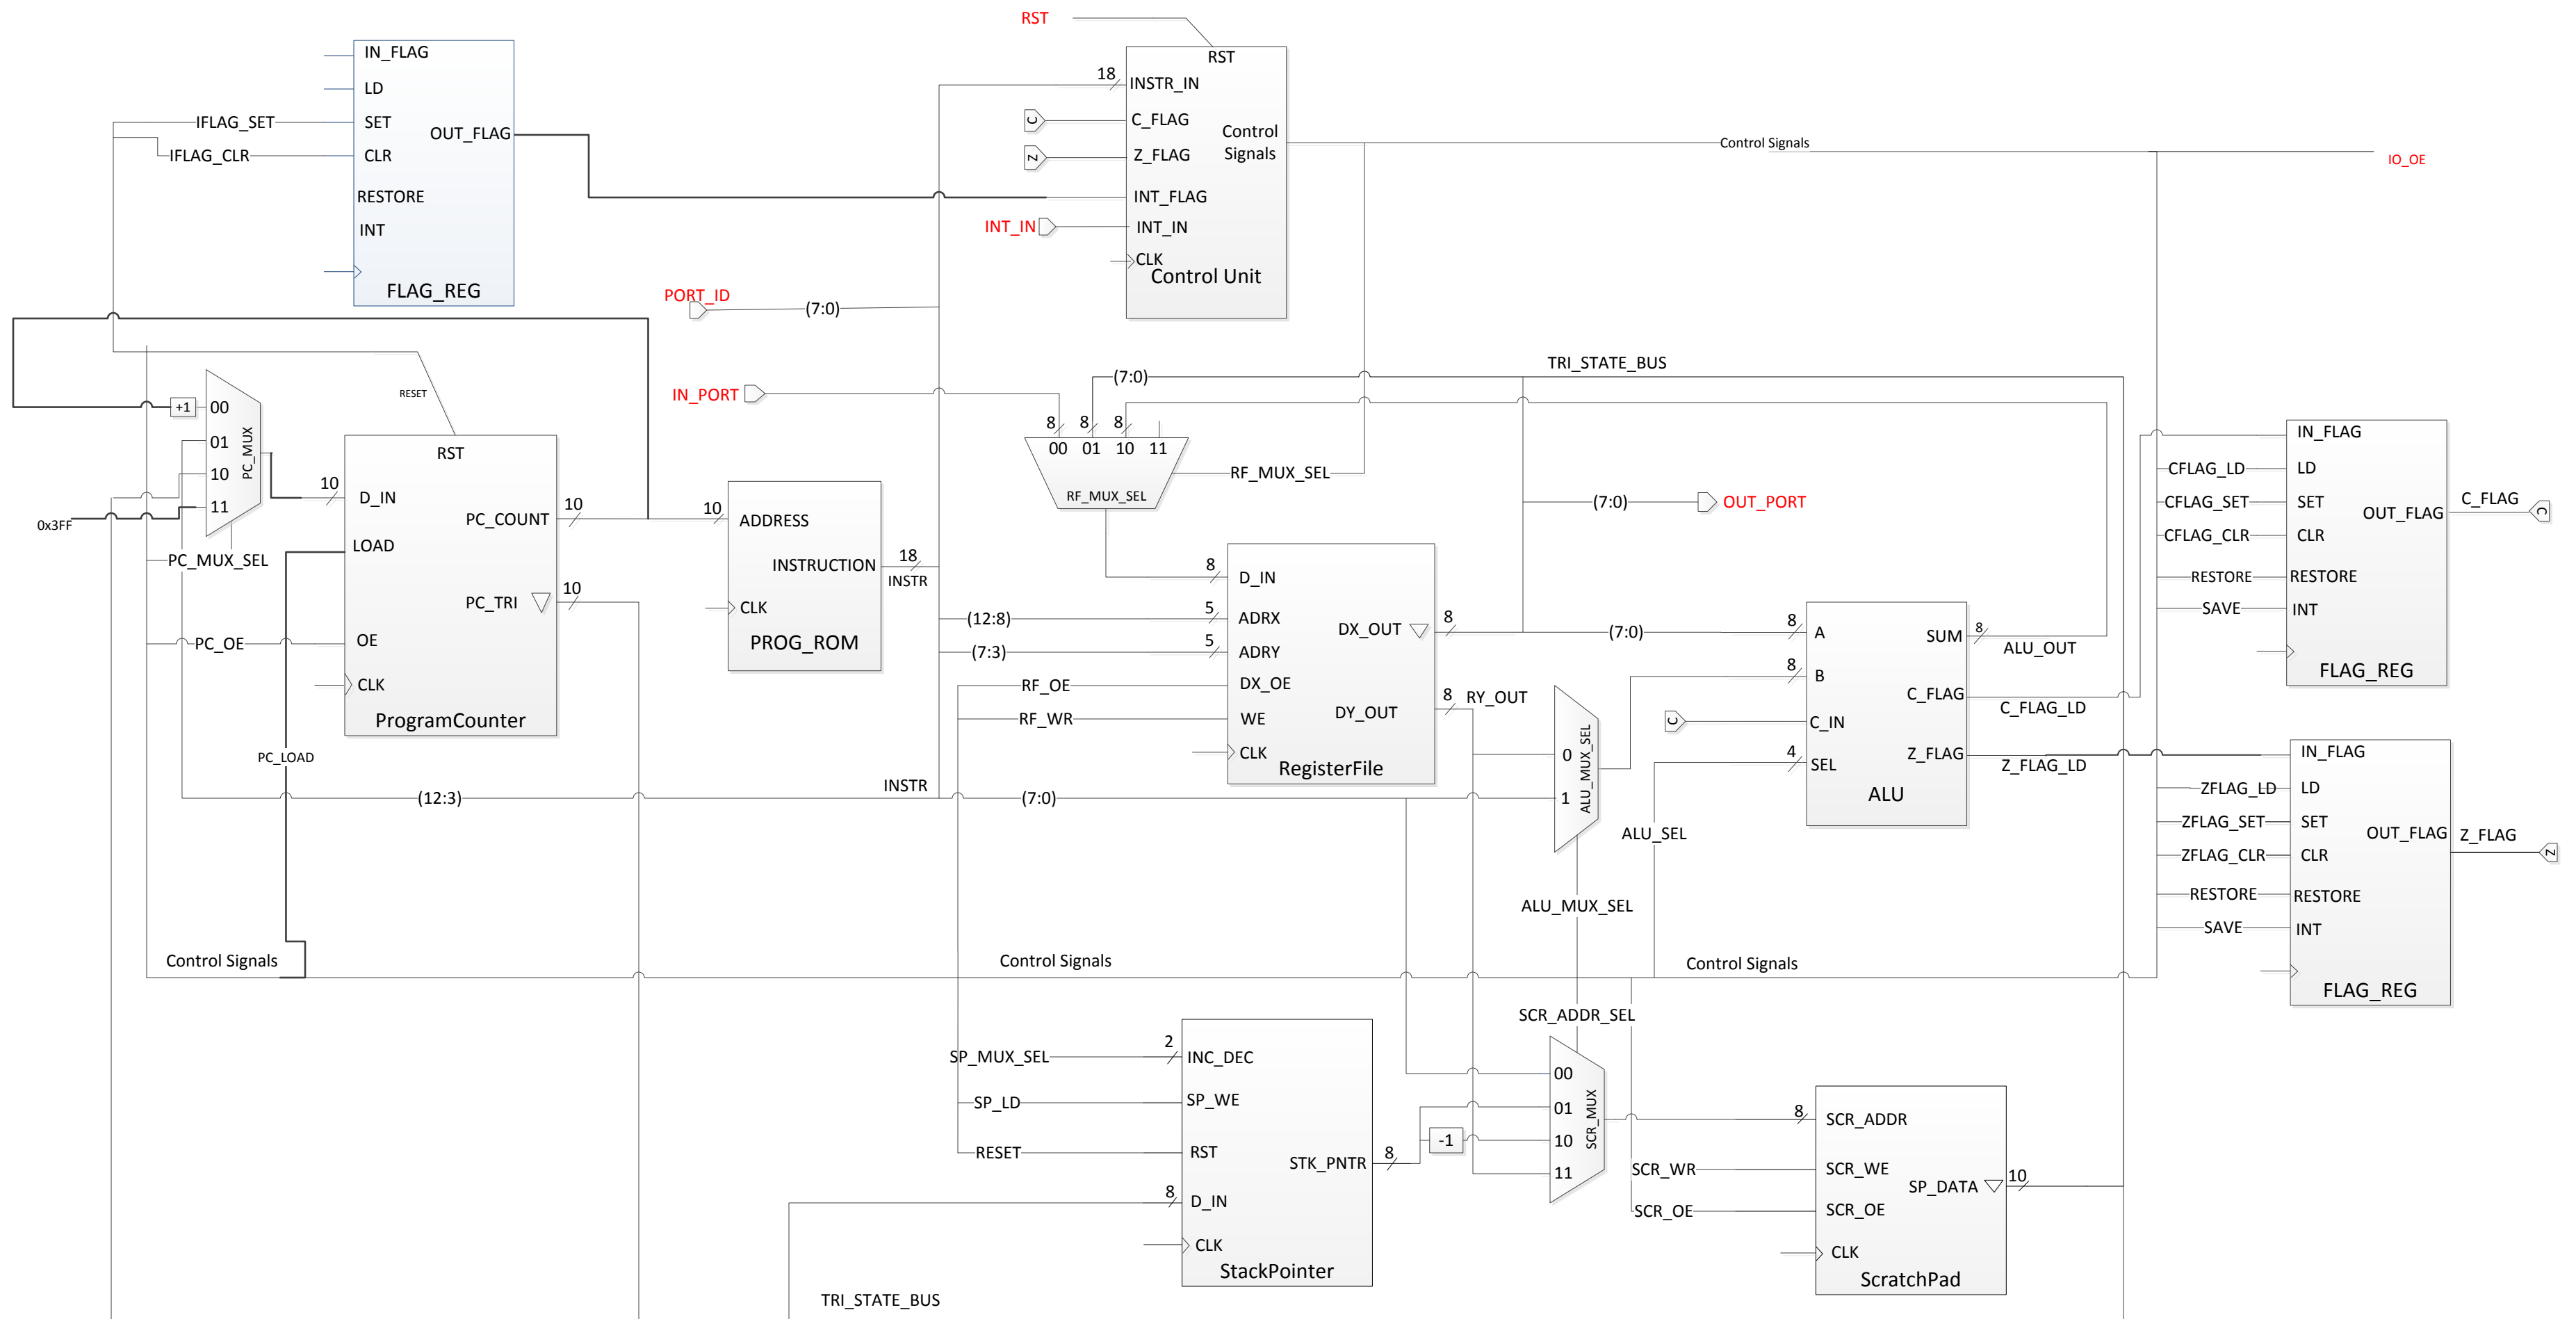 RST
IN_FLAG
LD
SET
CLR
RESTORE
INT
OUT_FLAG
FLAG_REG
IFLAG_SET
IFLAG_CLR
RST
18
INSTR_IN
C
C_FLAG
Z
Z_FLAG
INT_FLAG
INT_IN
INT_IN
CLK
Control
Signals
Control Unit
Control Signals
IO_OE
PORT_ID
(7:0)
IN_PORT
TRI_STATE_BUS
(7:0)
RESET
+1
00
01
10
11
PC_MUX
0x3FF
PC_MUX_SEL
PC_OE
PC_LOAD
RST
10
D_IN
LOAD
OE
CLK
PC_COUNT
10
PC_TRI
10
ProgramCounter
10
ADDRESS
INSTRUCTION
18
INSTR
CLK
PROG_ROM
8
8
8
00
01
10
11
RF_MUX_SEL
RF_MUX_SEL
(7:0)
OUT_PORT
8
D_IN
(12:8)
5
ADRX
(7:3)
5
ADRY
RF_OE
DX_OE
RF_WR
WE
CLK
DX_OUT
8
DY_OUT
8
RY_OUT
RegisterFile
(7:0)
8
A
8
B
C
C_IN
4
SEL
SUM
8
ALU_OUT
C_FLAG
C_FLAG_LD
Z_FLAG
Z_FLAG_LD
ALU
0
1
ALU_MUX_SEL
(12:3)
INSTR
(7:0)
ALU_SEL
ALU_MUX_SEL
IN_FLAG
CFLAG_LD
LD
CFLAG_SET
SET
CFLAG_CLR
CLR
RESTORE
RESTORE
SAVE
INT
OUT_FLAG
C_FLAG
C
FLAG_REG
IN_FLAG
ZFLAG_LD
LD
ZFLAG_SET
SET
ZFLAG_CLR
CLR
RESTORE
RESTORE
SAVE
INT
OUT_FLAG
Z_FLAG
Z
FLAG_REG
Control Signals
Control Signals
Control Signals
SCR_ADDR_SEL
SP_MUX_SEL
2
INC_DEC
SP_LD
SP_WE
RESET
RST
8
D_IN
CLK
STK_PNTR
8
StackPointer
-1
00
01
10
11
SCR_MUX
8
SCR_ADDR
SCR_WR
SCR_WE
SCR_OE
SCR_OE
CLK
SP_DATA
10
ScratchPad
TRI_STATE_BUS